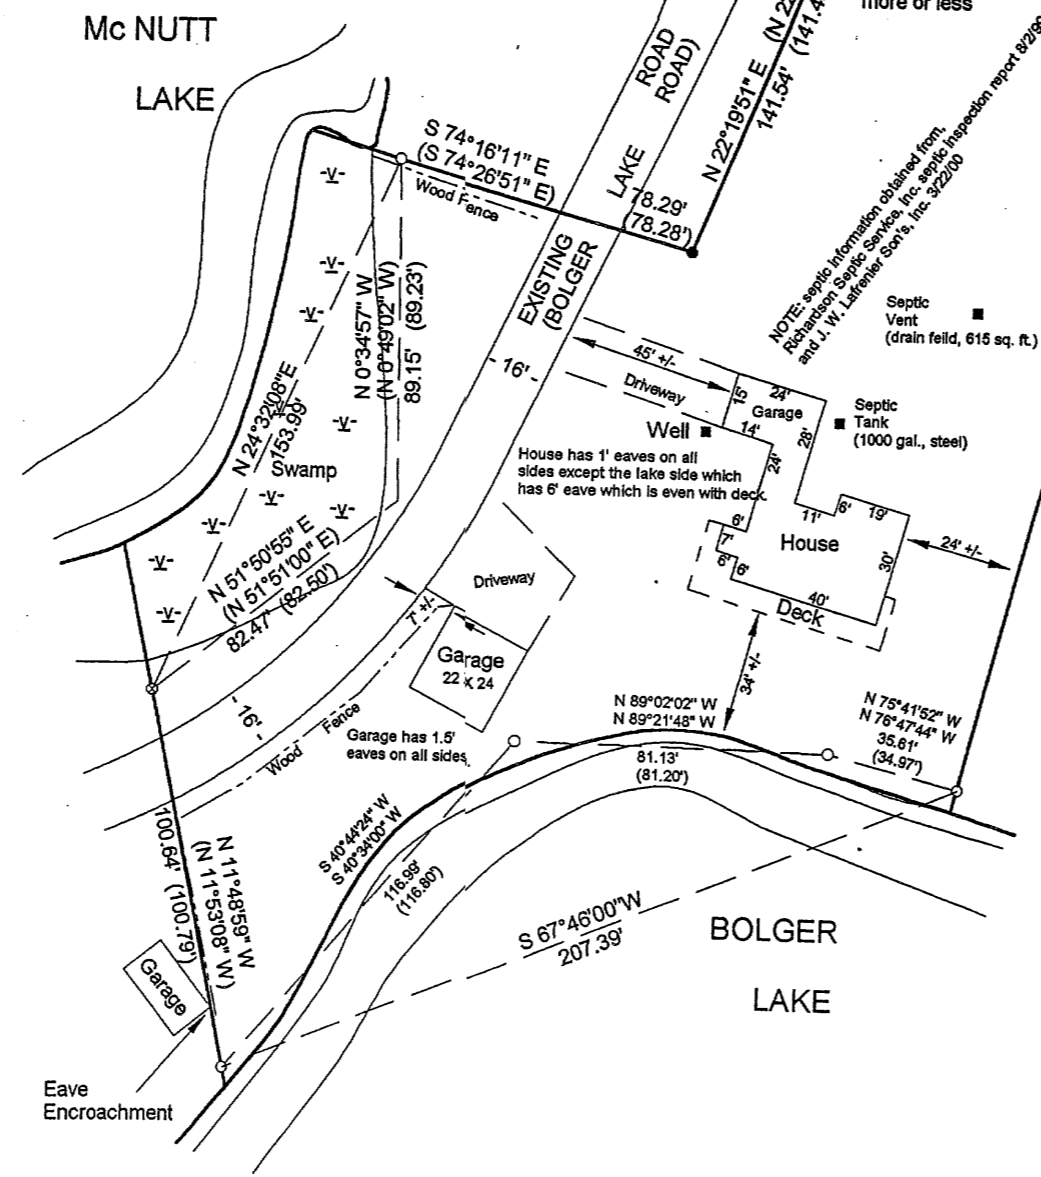 Mc NUTT
LAKE
more or less
ROAD
ROAD)
LAKE
N 22°19'51" E
141.54'
S 74°16'11" E
(S 74°26'51" E)
Wood Fence
78.29'
(78.28')
EXISTING
(BOLGER
- 16' -
NOTE: septic information obtained from,
Richardson Septic Service, Inc. septic inspection report
and J. W. Lafrenier Son's, Inc. 3/22/00
Septic
Vent
(drain feild, 615 sq. ft.)
-V-
-V-
-V-
N 0°34'57" W
(N 0°49'02" W)
89.15' (89.23')
45' +/-
Driveway
15'
24'
Garage
14'
28'
24'
Septic
Tank
(1000 gal., steel)
Well
House has 1' eaves on all
sides except the lake side which
has 6' eave which is even with deck.
N 24°32'08"E
153.99'
-V-
-V-
Swamp
-V-
-V-
-V-
-V-
-V-
6'
7'
6'
6'
11'
6'
19'
House
30'
24' +/-
40'
Deck
N 51°50'55" E
(N 51°51'00" E)
82.47' (82.50')
Driveway
7' +/-
Garage
22 X 24
34' +/-
- 16' -
Wood Fence
Garage has 1.5'
eaves on all sides.
N 89°02'02" W
N 89°21'48" W
81.13'
(81.20')
N 75°41'52" W
N 76°47'44" W
35.61'
(34.97')
S 40°44'24" W
S 40°34'00" W
116.99'
(116.80')
N 11°48'59" W
(N 11°53'08" W)
100.64' (100.79')
S 67°46'00"W
207.39'
BOLGER
LAKE
Garage
Eave
Encroachment